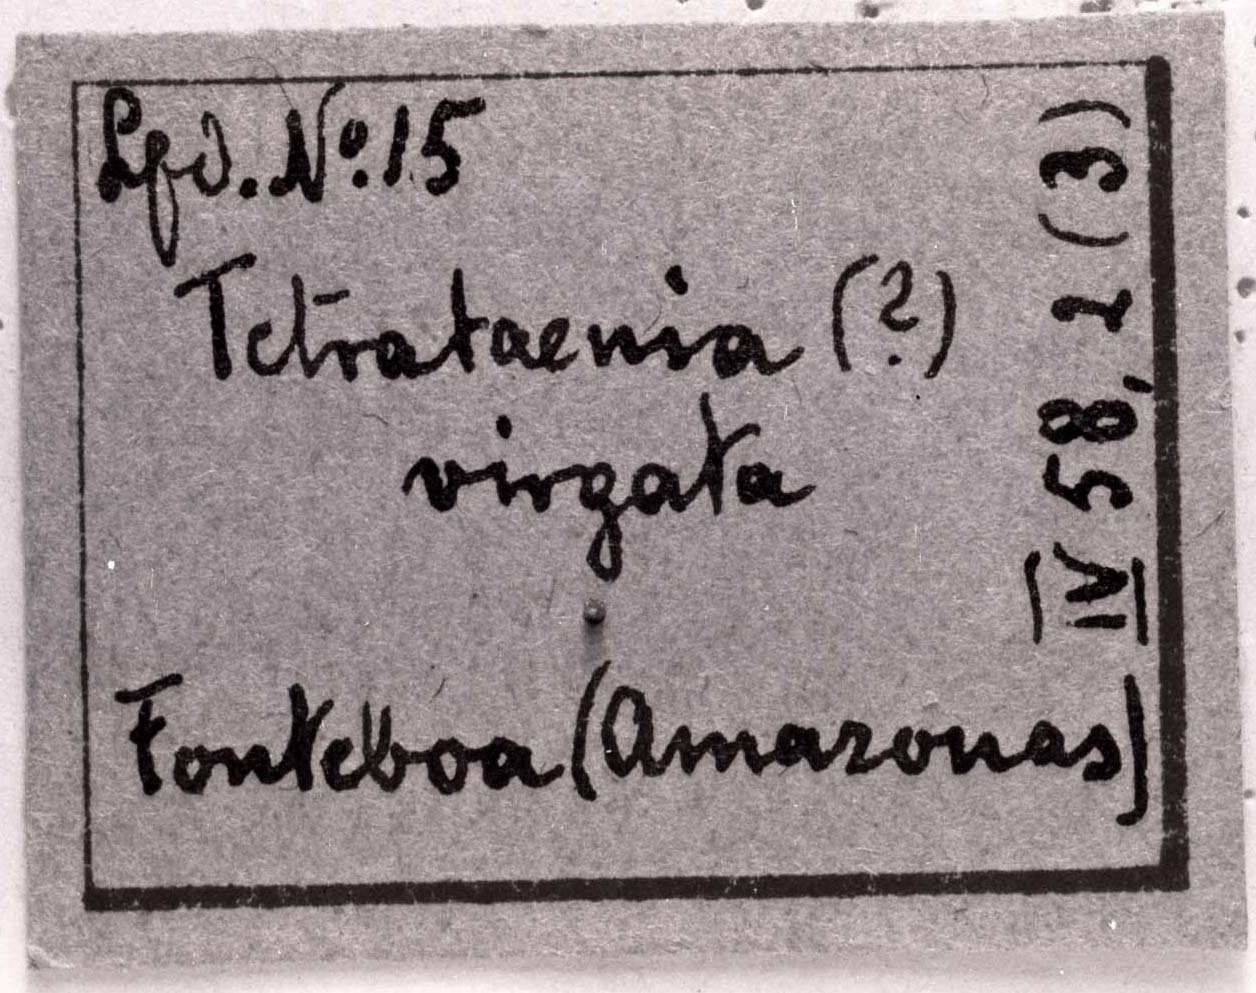 Lfd. No. 15
Tetrataenia (?)
virgata
Fonteboa (Amazonas)
IV 58, 1 (3)